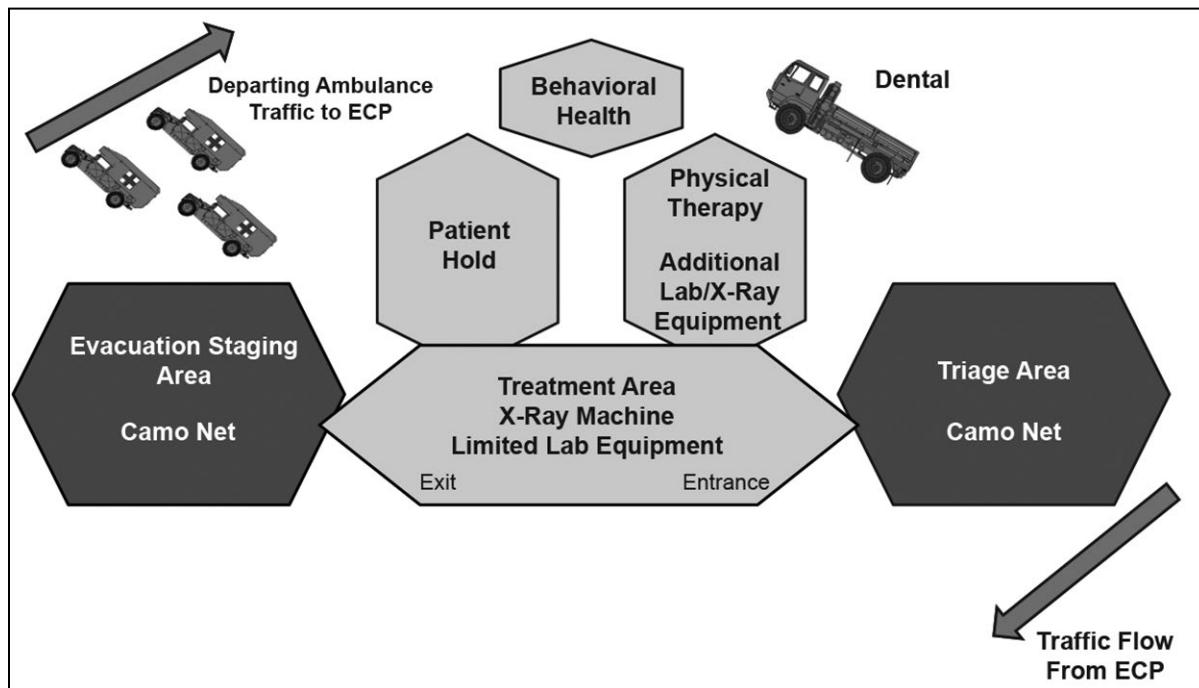 Departing Ambulance
Traffic to ECP
Behavioral
Health
Dental
Patient
Hold
Physical
Therapy
Additional
Lab/X-Ray
Equipment
Evacuation Staging
Area
Camo Net
Treatment Area
X-Ray Machine
Limited Lab Equipment
Exit
Entrance
Triage Area
Camo Net
Traffic Flow
From ECP